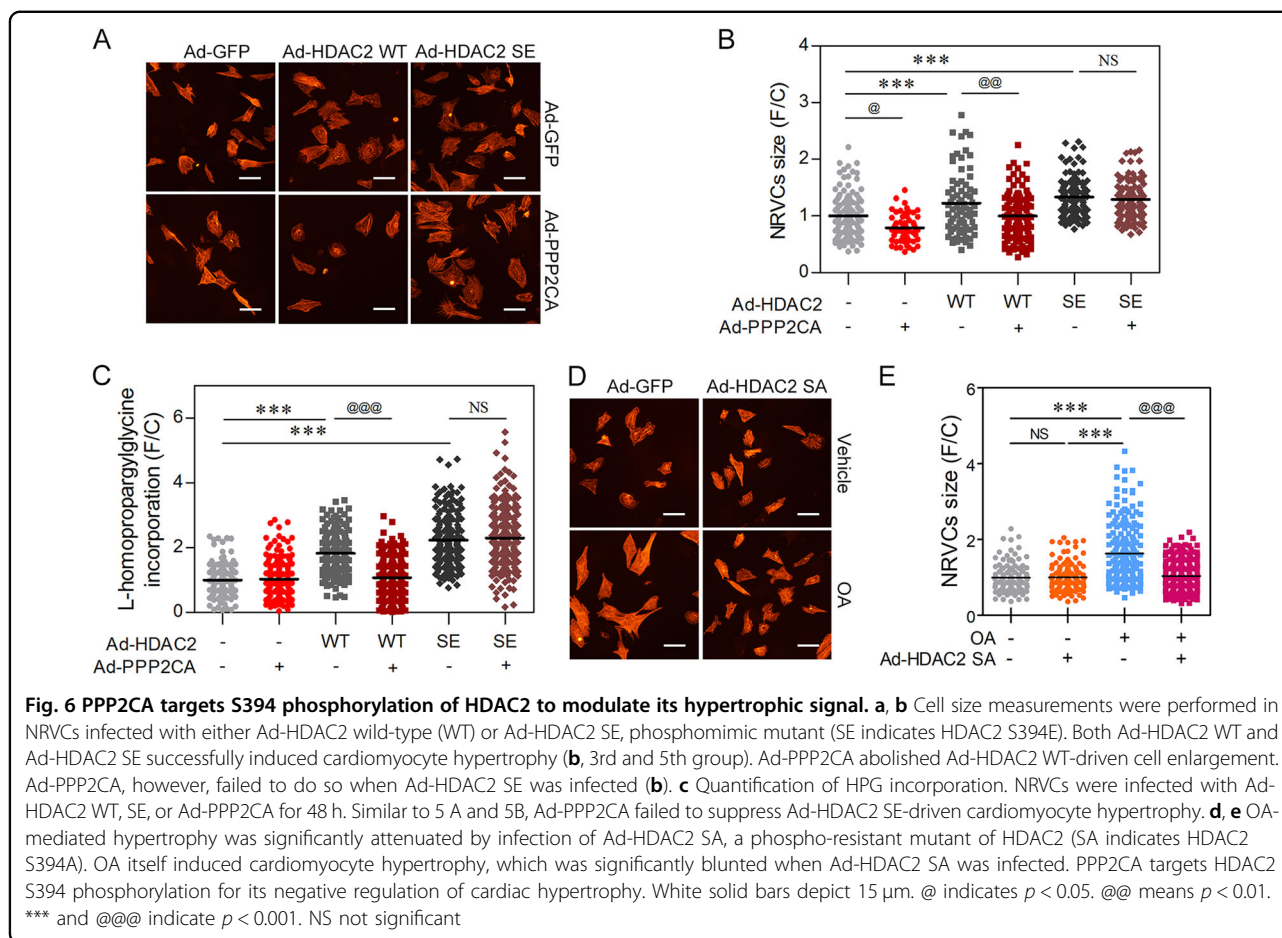 A
Ad-GFP Ad-HDAC2 WT Ad-HDAC2 SE
Ad-GFP
Ad-PPP2CA
B
NRVCs size (F/C)
4
3
2
1
0
***
NS
***
@@
@
Ad-HDAC2 - - WT WT SE SE
Ad-PPP2CA - + - + - +
C
L-homopropargylglycine
incorporation (F/C)
6
4
2
0
*** @@@ NS
***
Ad-HDAC2 - - WT WT SE SE
Ad-PPP2CA - + - + - +
D
Ad-GFP Ad-HDAC2 SA
Vehicle
OA
E
NRVCs size (F/C)
6
4
2
0
*** @@@
NS ***
OA - - + +
Ad-HDAC2 SA - + - +
Fig. 6 PPP2CA targets S394 phosphorylation of HDAC2 to modulate its hypertrophic signal. a, b Cell size measurements were performed in
NRVCs infected with either Ad-HDAC2 wild-type (WT) or Ad-HDAC2 SE, phosphomimic mutant (SE indicates HDAC2 S394E). Both Ad-HDAC2 WT and
Ad-HDAC2 SE successfully induced cardiomyocyte hypertrophy (b, 3rd and 5th group). Ad-PPP2CA abolished Ad-HDAC2 WT-driven cell enlargement.
Ad-PPP2CA, however, failed to do so when Ad-HDAC2 SE was infected (b). c Quantification of HPG incorporation. NRVCs were infected with Ad-
HDAC2 WT, SE, or Ad-PPP2CA for 48 h. Similar to 5 A and 5B, Ad-PPP2CA failed to suppress Ad-HDAC2 SE-driven cardiomyocyte hypertrophy. d, e OA-
mediated hypertrophy was significantly attenuated by infection of Ad-HDAC2 SA, a phospho-resistant mutant of HDAC2 (SA indicates HDAC2
S394A). OA itself induced cardiomyocyte hypertrophy, which was significantly blunted when Ad-HDAC2 SA was infected. PPP2CA targets HDAC2
S394 phosphorylation for its negative regulation of cardiac hypertrophy. White solid bars depict 15 μm. @ indicates p < 0.05. @@ means p < 0.01.
*** and @@@ indicate p < 0.001. NS not significant